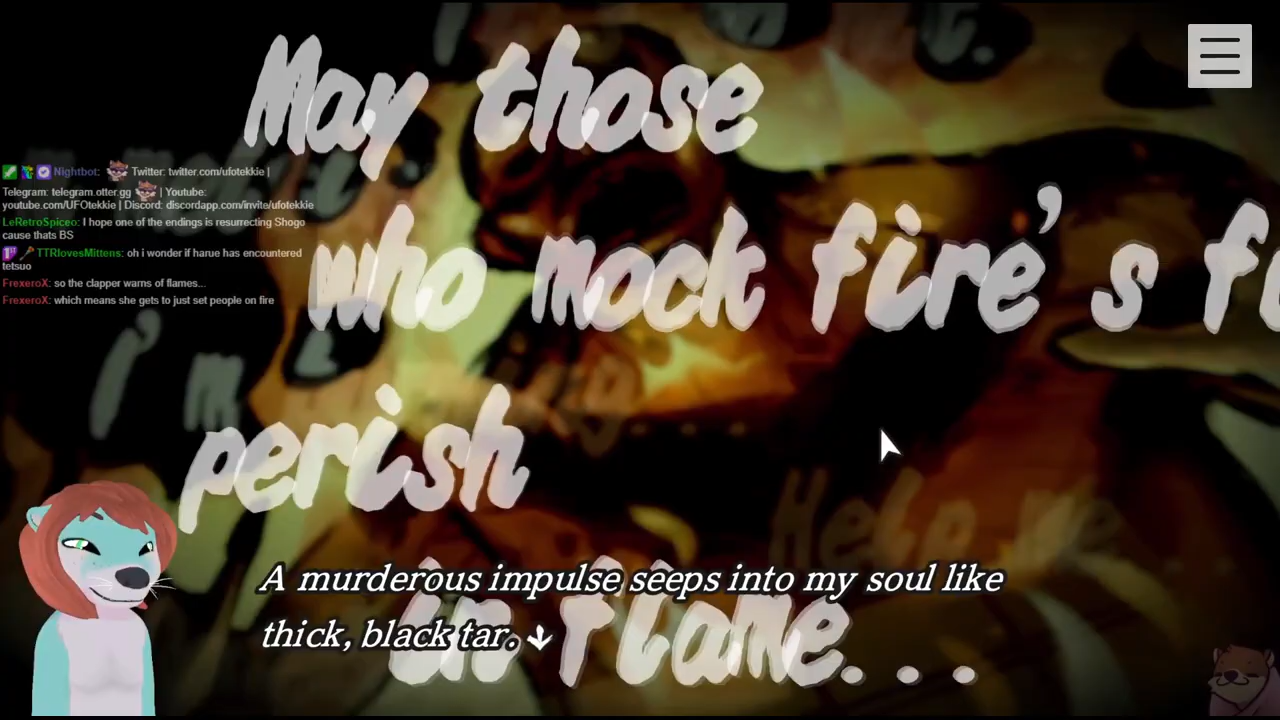 May those
who mock fire's
perish
in flame...
Nightbot: Twitter: twitter.com/ufotekkie |
Telegram: telegram.otter.gg | Youtube:
youtube.com/UFOtekkie | Discord: discordapp.com/invite/ufotekkie
LeRetroSpiceo: I hope one of the endings is resurrecting Shogo
cause thats BS
TTRlovesMittens: oh i wonder if harue has encountered
tetsuo
FrexeroX: so the clapper warns of flames...
FrexeroX: which means she gets to just set people on fire
I'm
Help me...
A murderous impulse seeps into my soul like
thick, black tar.